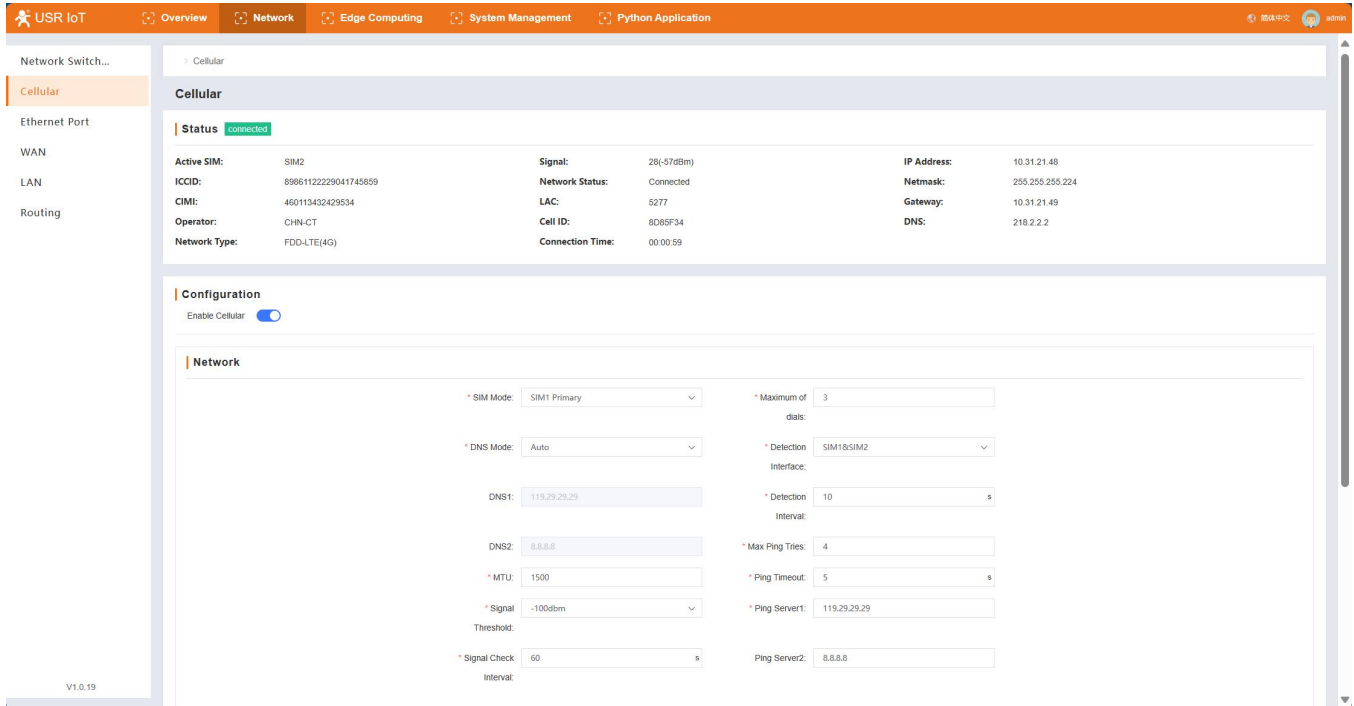 USR IoT Overview Network Edge Computing System Management Python Application 简体中文 admin
Network Switch...
Cellular
Ethernet Port
WAN
LAN
Routing
V1.0.19
> Cellular
Cellular
Status connected
Active SIM: SIM2 Signal: 28(-57dBm) IP Address: 10.31.21.48
ICCID: 89861122229041745859 Network Status: Connected Netmask: 255.255.255.224
CIMI: 460113432429534 LAC: 5277 Gateway: 10.31.21.49
Operator: CHN-CT Cell ID: 8D85F34 DNS: 218.2.2.2
Network Type: FDD-LTE(4G) Connection Time: 00:00:59
Configuration
Enable Cellular
Network
* SIM Mode: SIM1 Primary * Maximum of 3
dials:
* DNS Mode: Auto * Detection SIM1&SIM2
Interface:
DNS1: 119.29.29.29 * Detection 10 s
Interval:
DNS2: 8.8.8.8 * Max Ping Tries: 4
* MTU: 1500 * Ping Timeout: 5 s
* Signal -100dbm * Ping Server1: 119.29.29.29
Threshold:
* Signal Check 60 s Ping Server2: 8.8.8.8
Interval: